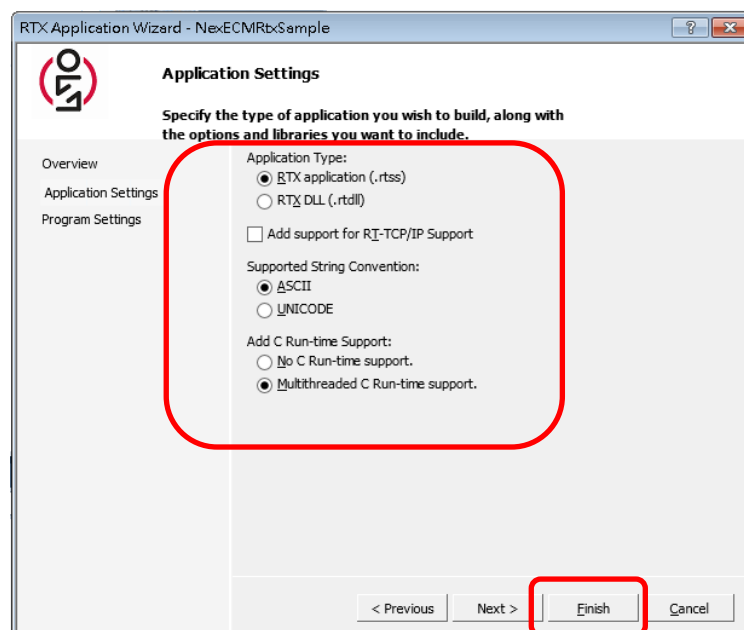 RTX Application Wizard - NexECMRtxSample
Application Settings
Specify the type of application you wish to build, along with
the options and libraries you want to include.
Overview
Application Settings
Program Settings
Application Type:
RTX application (.rtss)
RTX DLL (.rtdll)
Add support for RT-TCP/IP Support
Supported String Convention:
ASCII
UNICODE
Add C Run-time Support:
No C Run-time support.
Multithreaded C Run-time support.
< Previous
Next >
Finish
Cancel